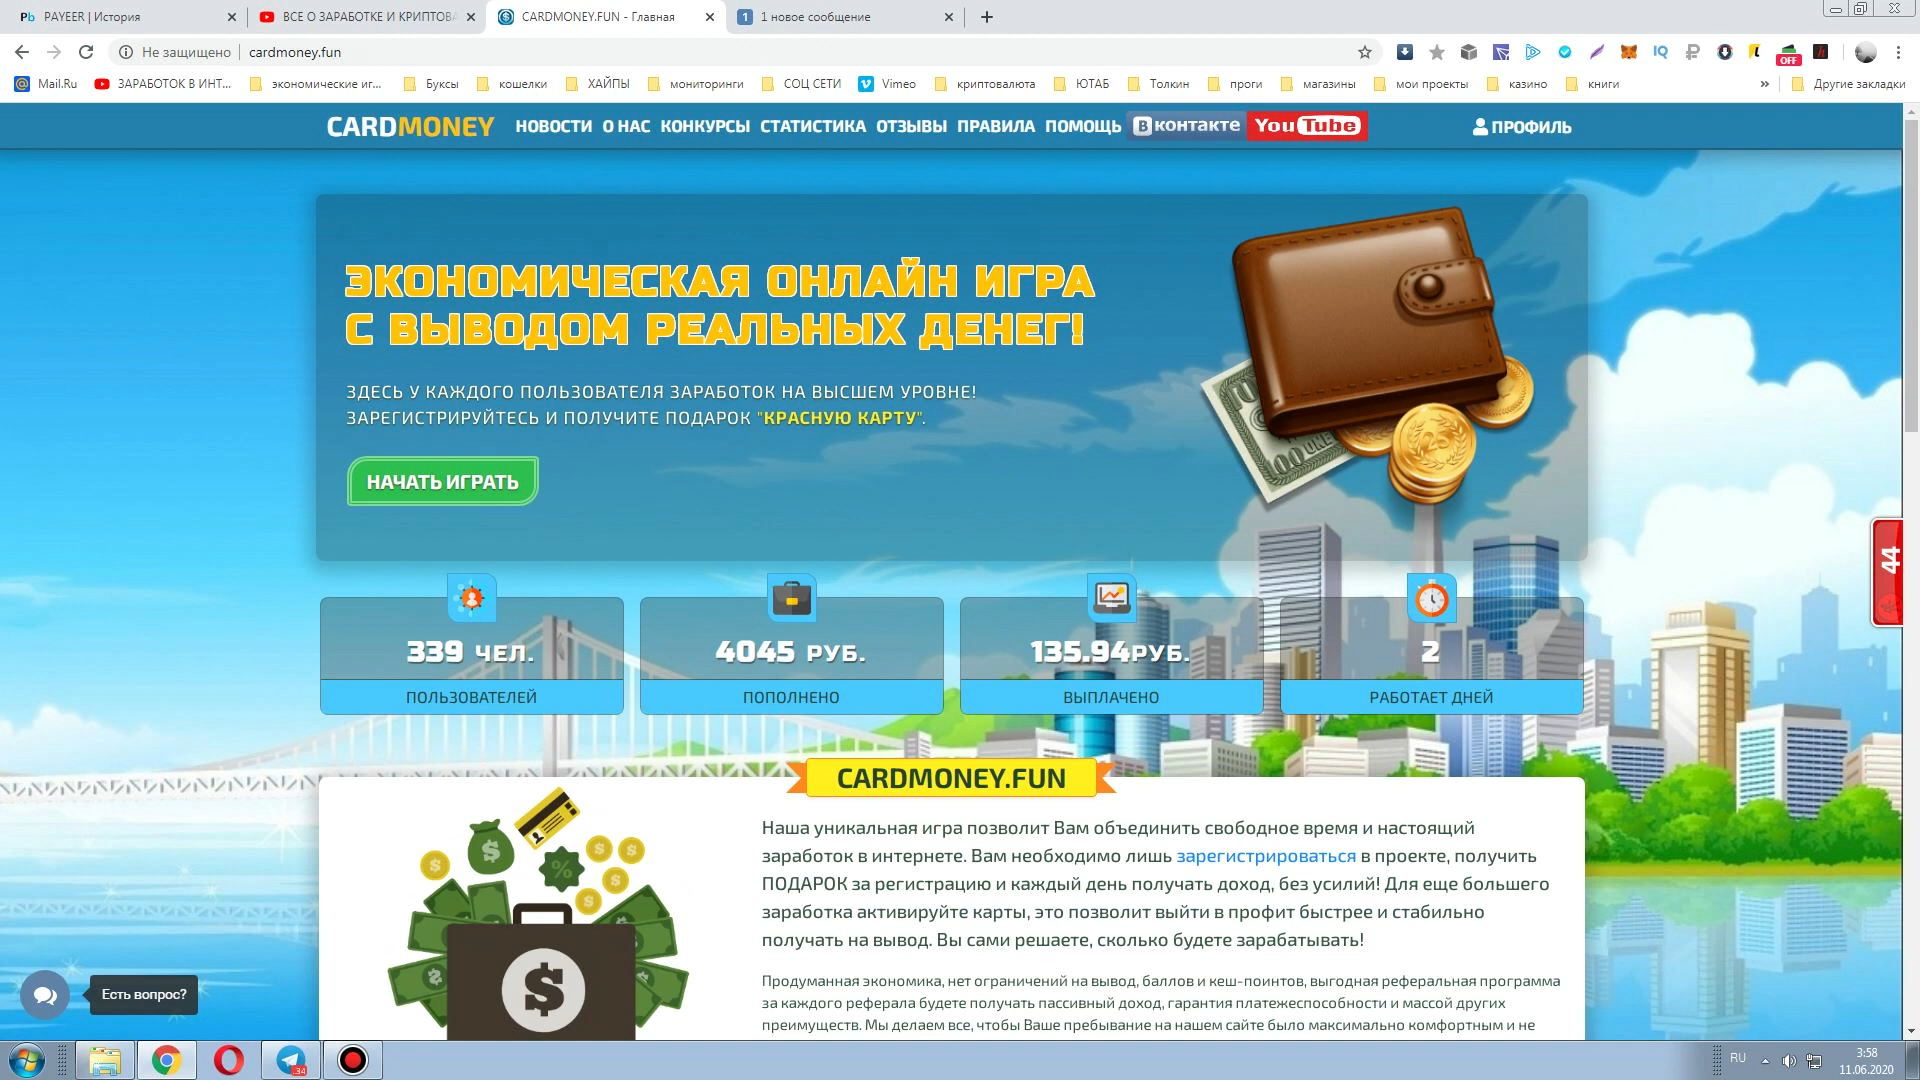 PAYEER | История
ВСЕ О ЗАРАБОТКЕ И КРИПТОВА
CARDMONEY.FUN - Главная
1 новое сообщение
Не защищено
cardmoney.fun
Mail.Ru
ЗАРАБОТОК В ИНТ...
экономические иг...
Буксы
кошелки
ХАЙПЫ
мониторинги
СОЦ СЕТИ
Vimeo
криптовалюта
ЮТАБ
Толкин
проги
магазины
мои проекты
казино
книги
Другие закладки
OFF
CARDMONEY
НОВОСТИ
О НАС
КОНКУРСЫ
СТАТИСТИКА
ОТЗЫВЫ
ПРАВИЛА
ПОМОЩЬ
В контакте
YouTube
ПРОФИЛЬ
ЭКОНОМИЧЕСКАЯ ОНЛАЙН ИГРА
С ВЫВОДОМ РЕАЛЬНЫХ ДЕНЕГ!
ЗДЕСЬ У КАЖДОГО ПОЛЬЗОВАТЕЛЯ ЗАРАБОТОК НА ВЫСШЕМ УРОВНЕ!
ЗАРЕГИСТРИРУЙТЕСЬ И ПОЛУЧИТЕ ПОДАРОК "КРАСНУЮ КАРТУ".
НАЧАТЬ ИГРАТЬ
44
339 ЧЕЛ.
ПОЛЬЗОВАТЕЛЕЙ
4045 РУБ.
ПОПОЛНЕНО
135.94РУБ.
ВЫПЛАЧЕНО
2
РАБОТАЕТ ДНЕЙ
CARDMONEY.FUN
Наша уникальная игра позволит Вам объединить свободное время и настоящий
заработок в интернете. Вам необходимо лишь зарегистрироваться в проекте, получить
ПОДАРОК за регистрацию и каждый день получать доход, без усилий! Для еще большего
заработка активируйте карты, это позволит выйти в профит быстрее и стабильно
получать на вывод. Вы сами решаете, сколько будете зарабатывать!
Продуманная экономика, нет ограничений на вывод, баллов и кеш-поинтов, выгодная реферальная программа
за каждого реферала будете получать пассивный доход, гарантия платежеспособности и массой других
преимуществ. Мы делаем все, чтобы Ваше пребывание на нашем сайте было максимально комфортным и не
Есть вопрос?
34
RU
3:58
11.06.2020